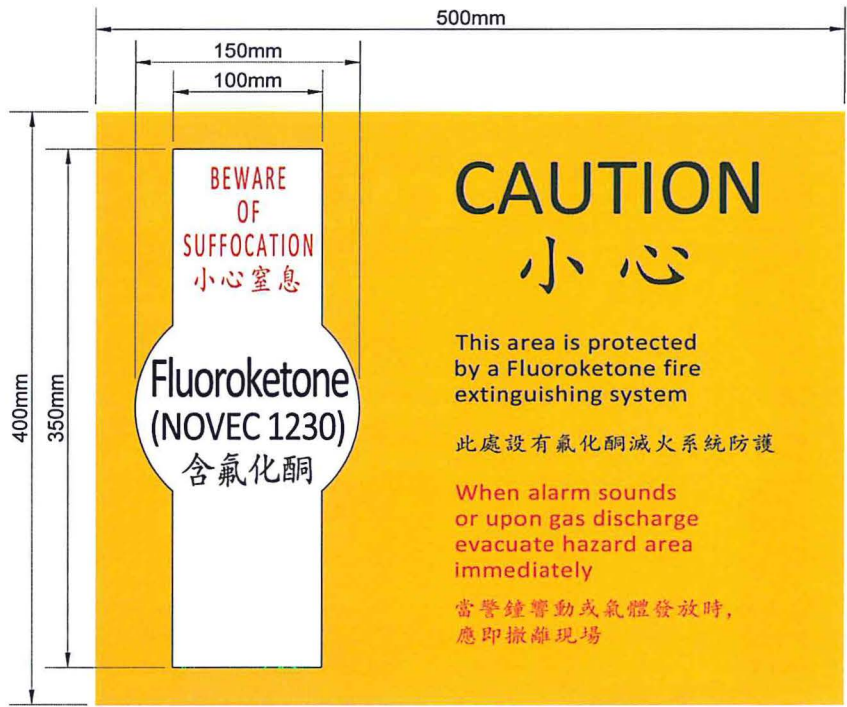 500mm
150mm
100mm
400mm
350mm
BEWARE
OF
SUFFOCATION
小心窒息
Fluoroketone
(NOVEC 1230)
含氟化酮
CAUTION
小心
This area is protected
by a Fluoroketone fire
extinguishing system
此處設有氟化酮滅火系統防護
When alarm sounds
or upon gas discharge
evacuate hazard area
immediately
當警鐘響動或氣體發放時,
應即撤離現場